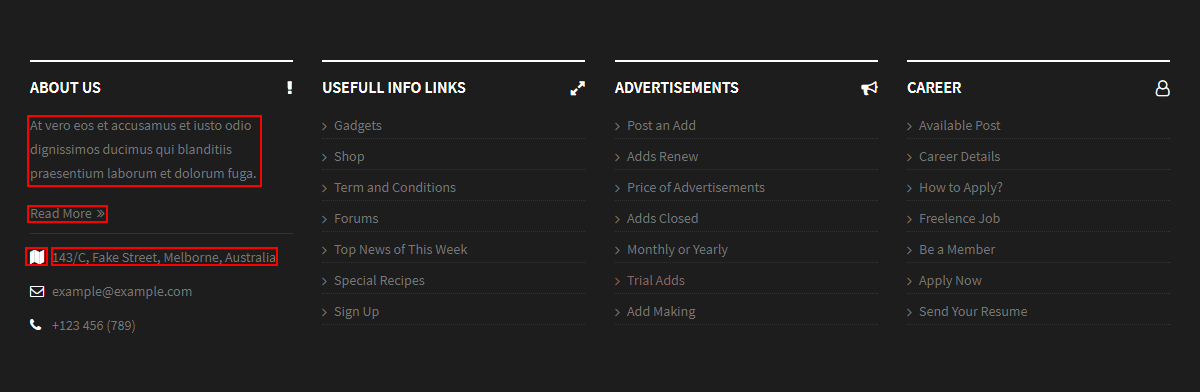 ABOUT US
At vero eos et accusamus et iusto odio
dignissimos ducimus qui blanditiis
praesentium laborum et dolorum fuga.
Read More »
143/C, Fake Street, Melborne, Australia
example@example.com
+123 456 (789)
USEFULL INFO LINKS
Gadgets
Shop
Term and Conditions
Forums
Top News of This Week
Special Recipes
Sign Up
ADVERTISEMENTS
Post an Add
Adds Renew
Price of Advertisements
Adds Closed
Monthly or Yearly
Trial Adds
Add Making
CAREER
Available Post
Career Details
How to Apply?
Freelence Job
Be a Member
Apply Now
Send Your Resume